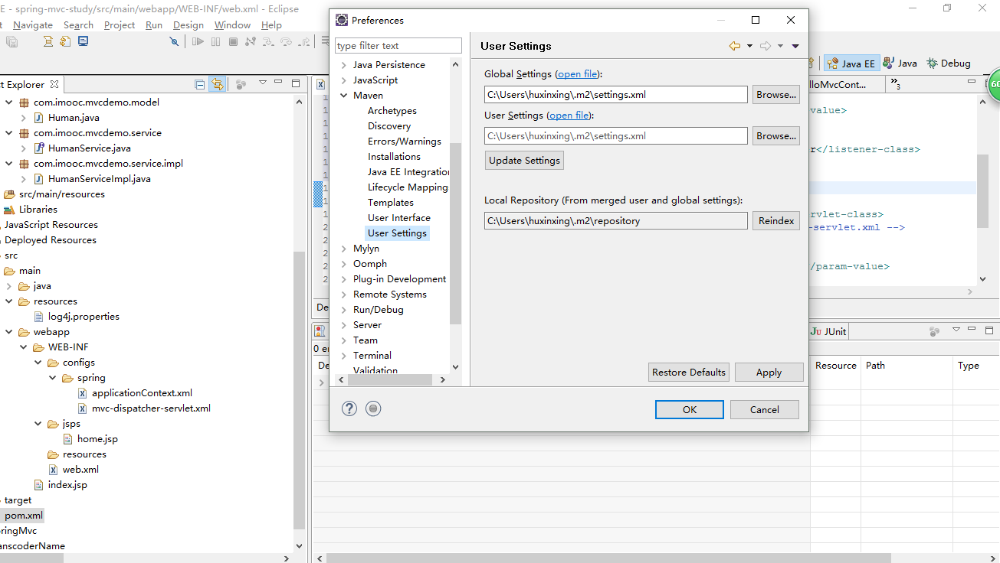 E - spring-mvc-study/src/main/webapp/WEB-INF/web.xml - Eclipse
t Navigate Search Project Run Design Window Help
Java EE Java Debug
ct Explorer
com.imooc.mvcdemo.model
Human.java
com.imooc.mvcdemo.service
HumanService.java
com.imooc.mvcdemo.service.impl
HumanServiceImpl.java
src/main/resources
Libraries
JavaScript Resources
Deployed Resources
src
main
java
resources
log4j.properties
webapp
WEB-INF
configs
spring
applicationContext.xml
mvc-dispatcher-servlet.xml
jsps
home.jsp
resources
web.xml
index.jsp
target
pom.xml
ringMvc
anscoderName
Preferences
type filter text
Java Persistence
JavaScript
Maven
Archetypes
Discovery
Errors/Warnings
Installations
Java EE Integration
Lifecycle Mapping
Templates
User Interface
User Settings
Mylyn
Oomph
Plug-in Development
Remote Systems
Run/Debug
Server
Team
Terminal
Validation
User Settings
Global Settings (open file):
C:\Users\huxinxing\.m2\settings.xml
Browse...
User Settings (open file):
C:\Users\huxinxing\.m2\settings.xml
Browse...
Update Settings
Local Repository (From merged user and global settings):
C:\Users\huxinxing\.m2\repository
Reindex
Restore Defaults
Apply
OK
Cancel
lloMvcCont...
3
60
value>
r</listener-class>
rvlet-class>
-servlet.xml -->
/param-value>
De
JUnit
0 er
De
Resource Path Type